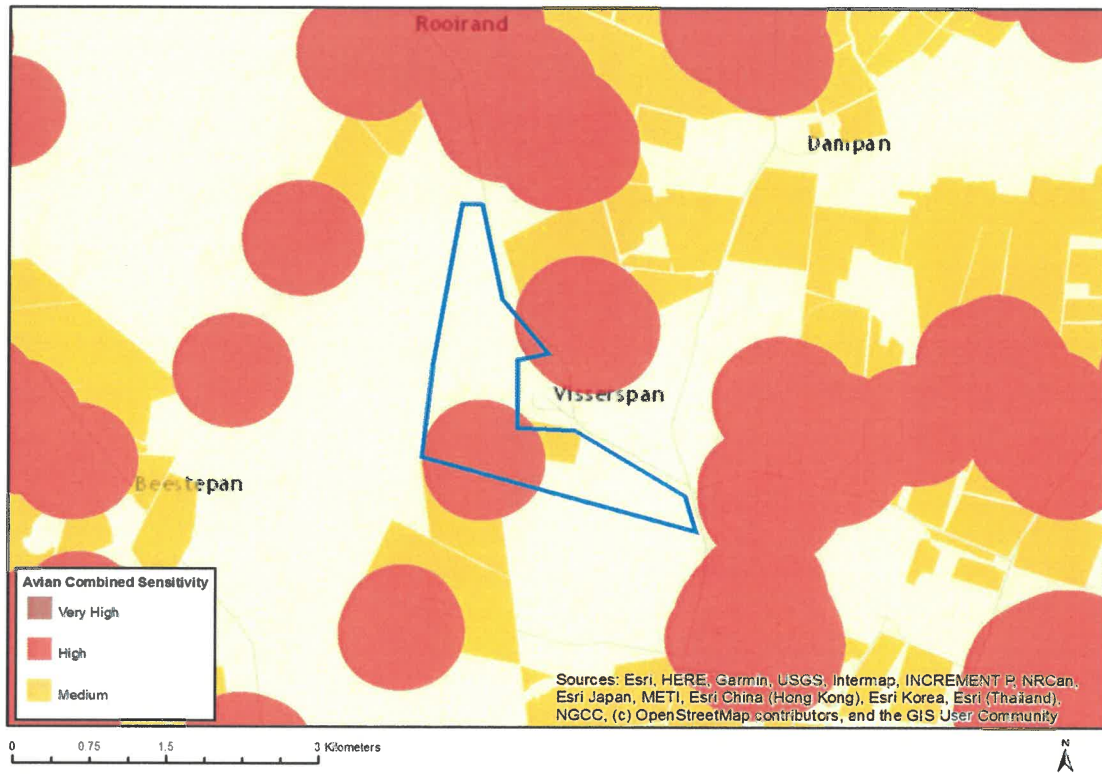 Rooirand
Danipan
Visserspan
Beestepan
Avian Combined Sensitivity
Very High
High
Medium
Sources: Esri, HERE, Garmin, USGS, Intermap, INCREMENT P, NRCan,
Esri Japan, METI, Esri China (Hong Kong), Esri Korea, Esri (Thailand),
NGCC, (c) OpenStreetMap contributors, and the GIS User Community
0 0.75 1.5 3 Kilometers
N